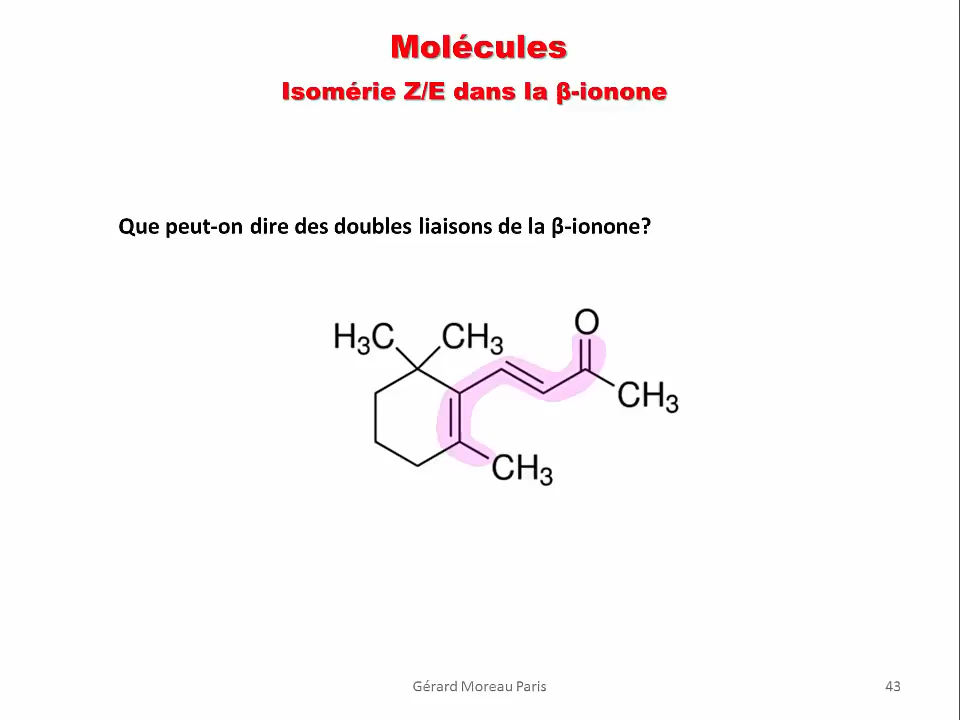 Molécules
Isomérie Z/E dans la β-ionone
Que peut-on dire des doubles liaisons de la β-ionone?
O
H₃C CH₃
CH₃
CH₃
Gérard Moreau Paris 43